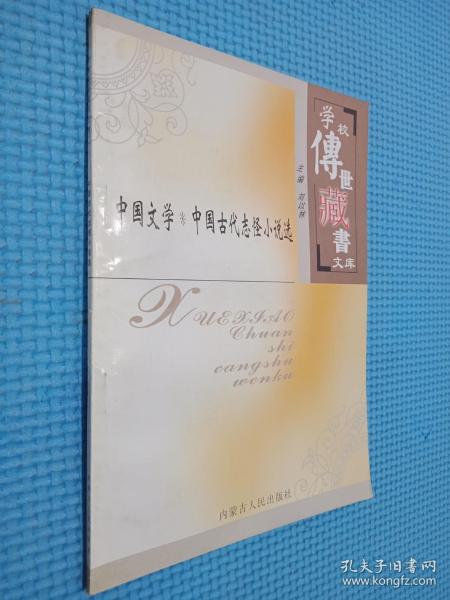 学校
傳世
藏書
文库
主编 刘以林
中国文学※中国古代志怪小说选
XUEXIAO
Chuan
shi
cangshu
wenku
内蒙古人民出版社
孔夫子旧书网
www.kongfz.com